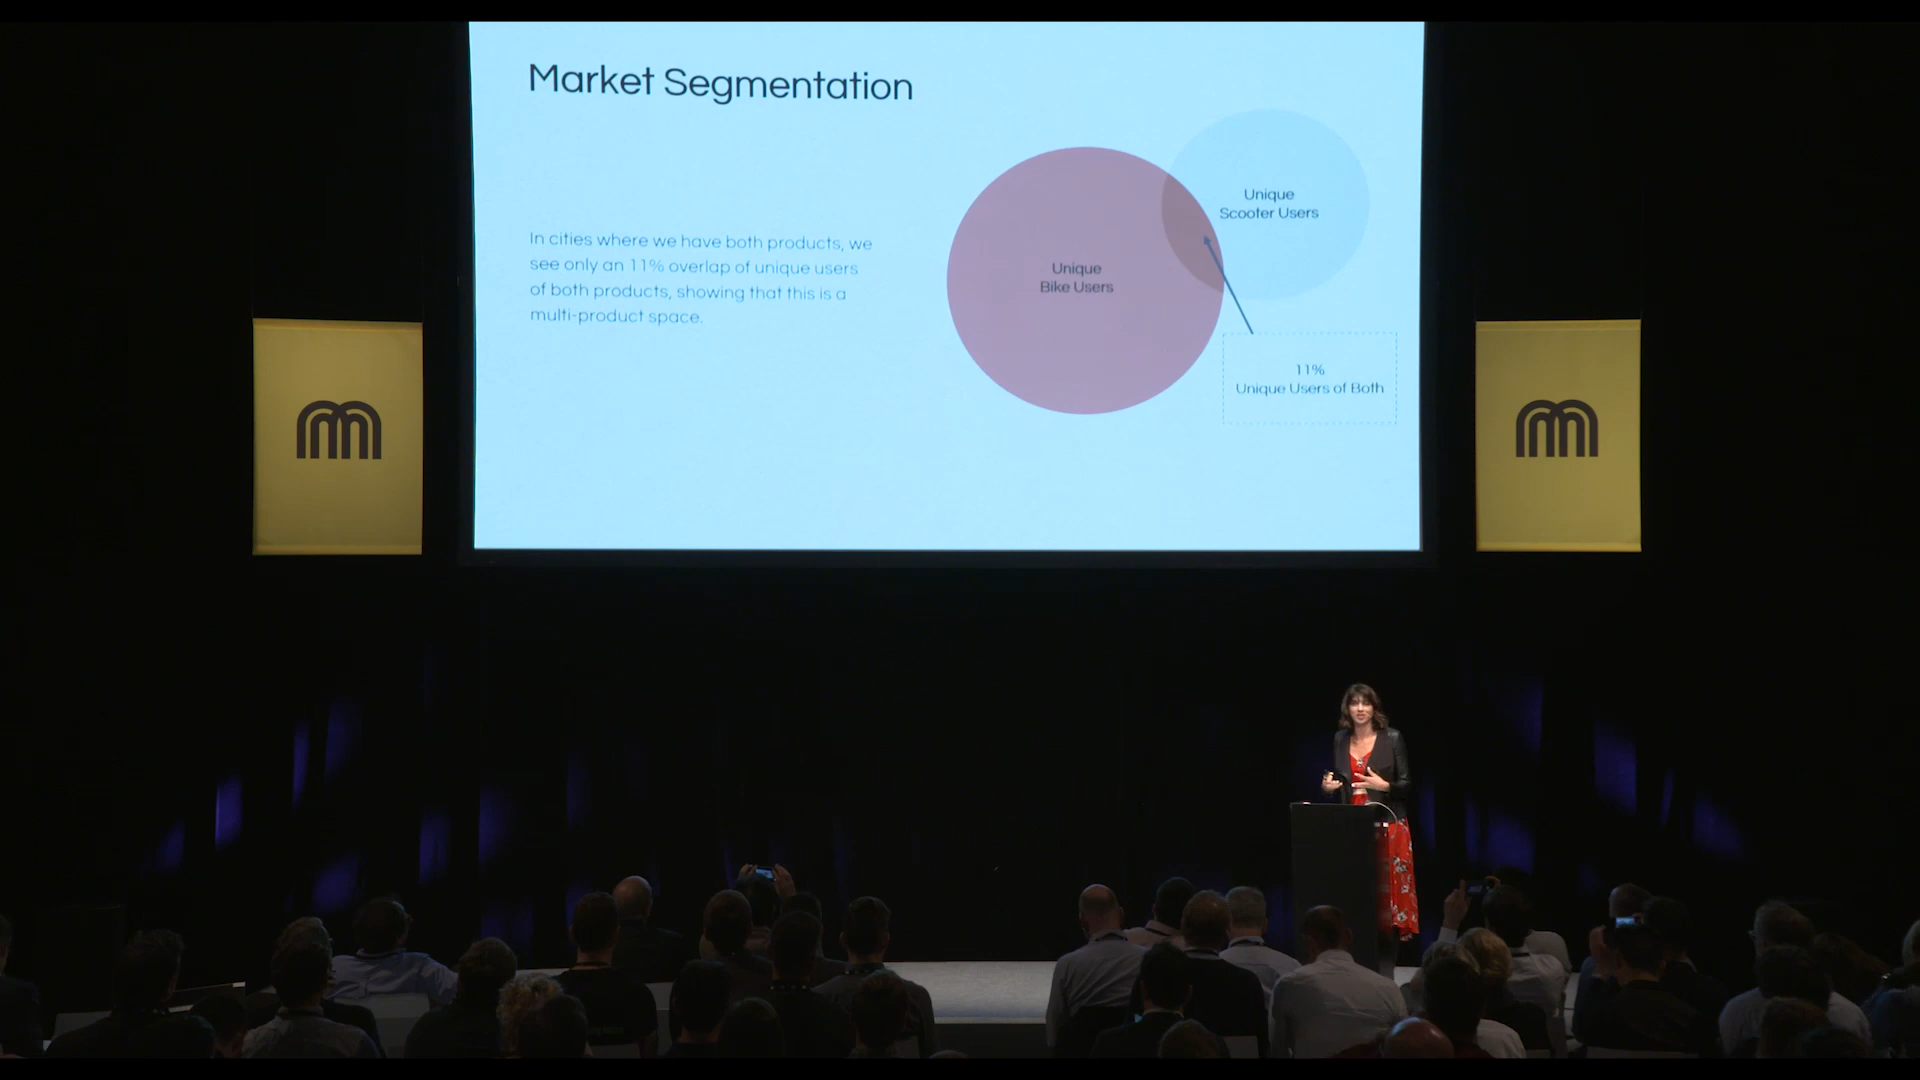 Market Segmentation
In cities where we have both products, we
see only an 11% overlap of unique users
of both products, showing that this is a
multi-product space.
Unique
Scooter Users
Unique
Bike Users
11%
Unique Users of Both